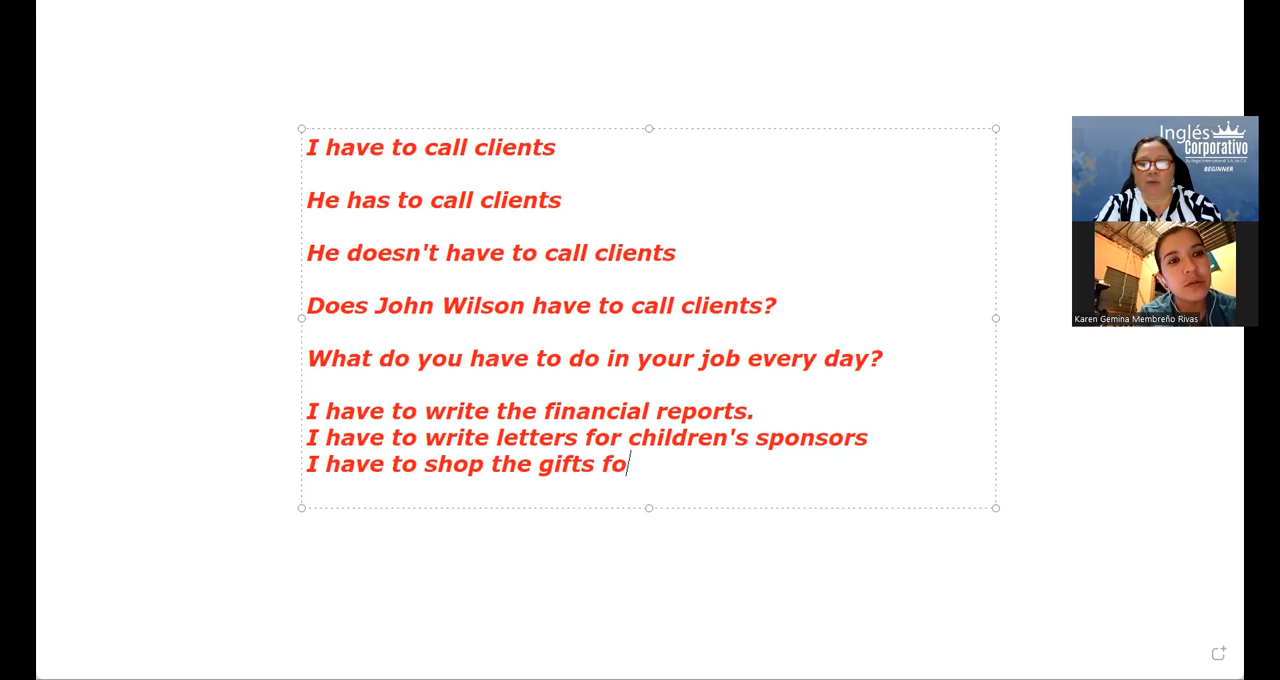 I have to call clients
He has to call clients
He doesn't have to call clients
Does John Wilson have to call clients?
What do you have to do in your job every day?
I have to write the financial reports.
I have to write letters for children's sponsors
I have to shop the gifts fo
Inglés
Corporativo
BEGINNER
Karen Gemina Membreño Rivas